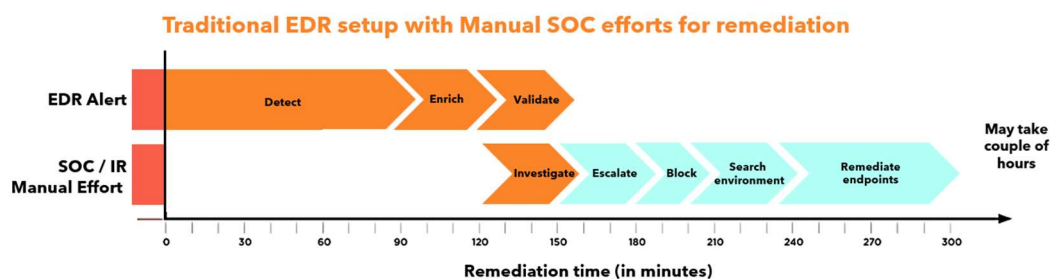 Traditional EDR setup with Manual SOC efforts for remediation
EDR Alert
Detect
Enrich
Validate
SOC / IR
Manual Effort
Investigate
Escalate
Block
Search
environment
Remediate
endpoints
May take
couple of
hours
0 30 60 90 120 150 180 210 240 270 300
Remediation time (in minutes)